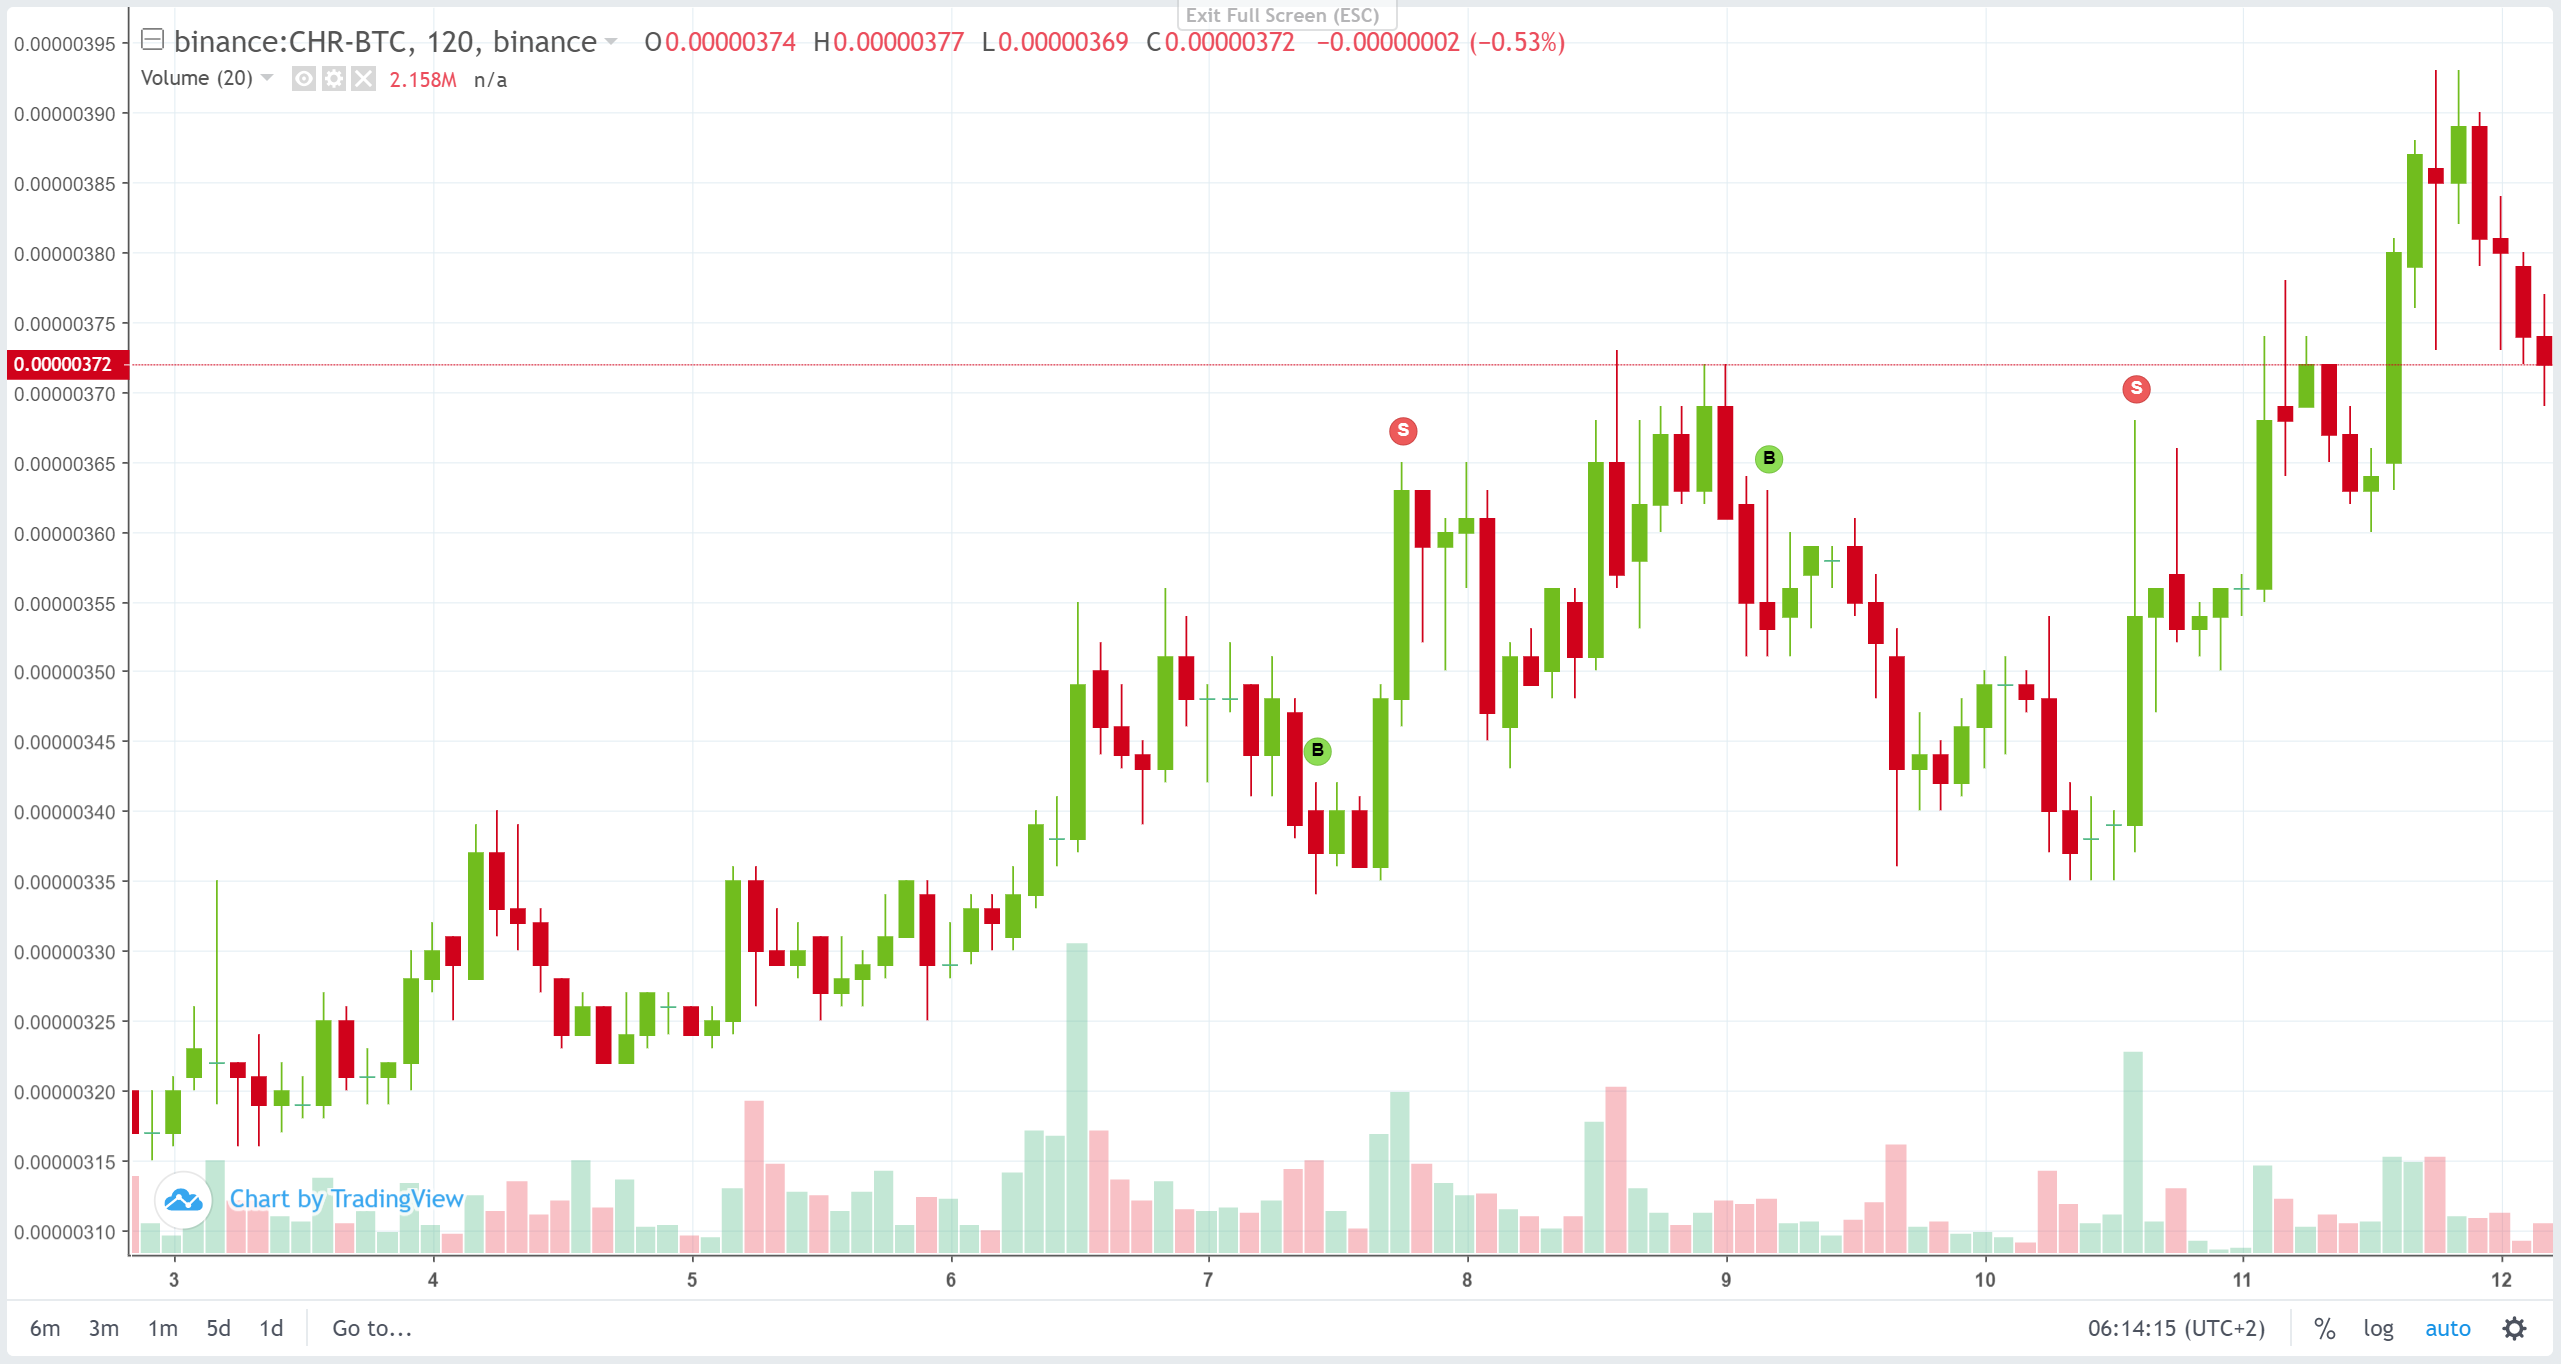 Exit Full Screen (ESC)
binance:CHR-BTC, 120, binance O0.00000374 H0.00000377 L0.00000369 C0.00000372 −0.00000002 (−0.53%)
Volume (20) 2.158M n/a
0.00000395
0.00000390
0.00000385
0.00000380
0.00000375
0.00000372
0.00000370
0.00000365
0.00000360
0.00000355
0.00000350
0.00000345
0.00000340
0.00000335
0.00000330
0.00000325
0.00000320
0.00000315
0.00000310
S
S
B
B
Chart by TradingView
3 4 5 6 7 8 9 10 11 12
6m 3m 1m 5d 1d Go to... 06:14:15 (UTC+2) % log auto